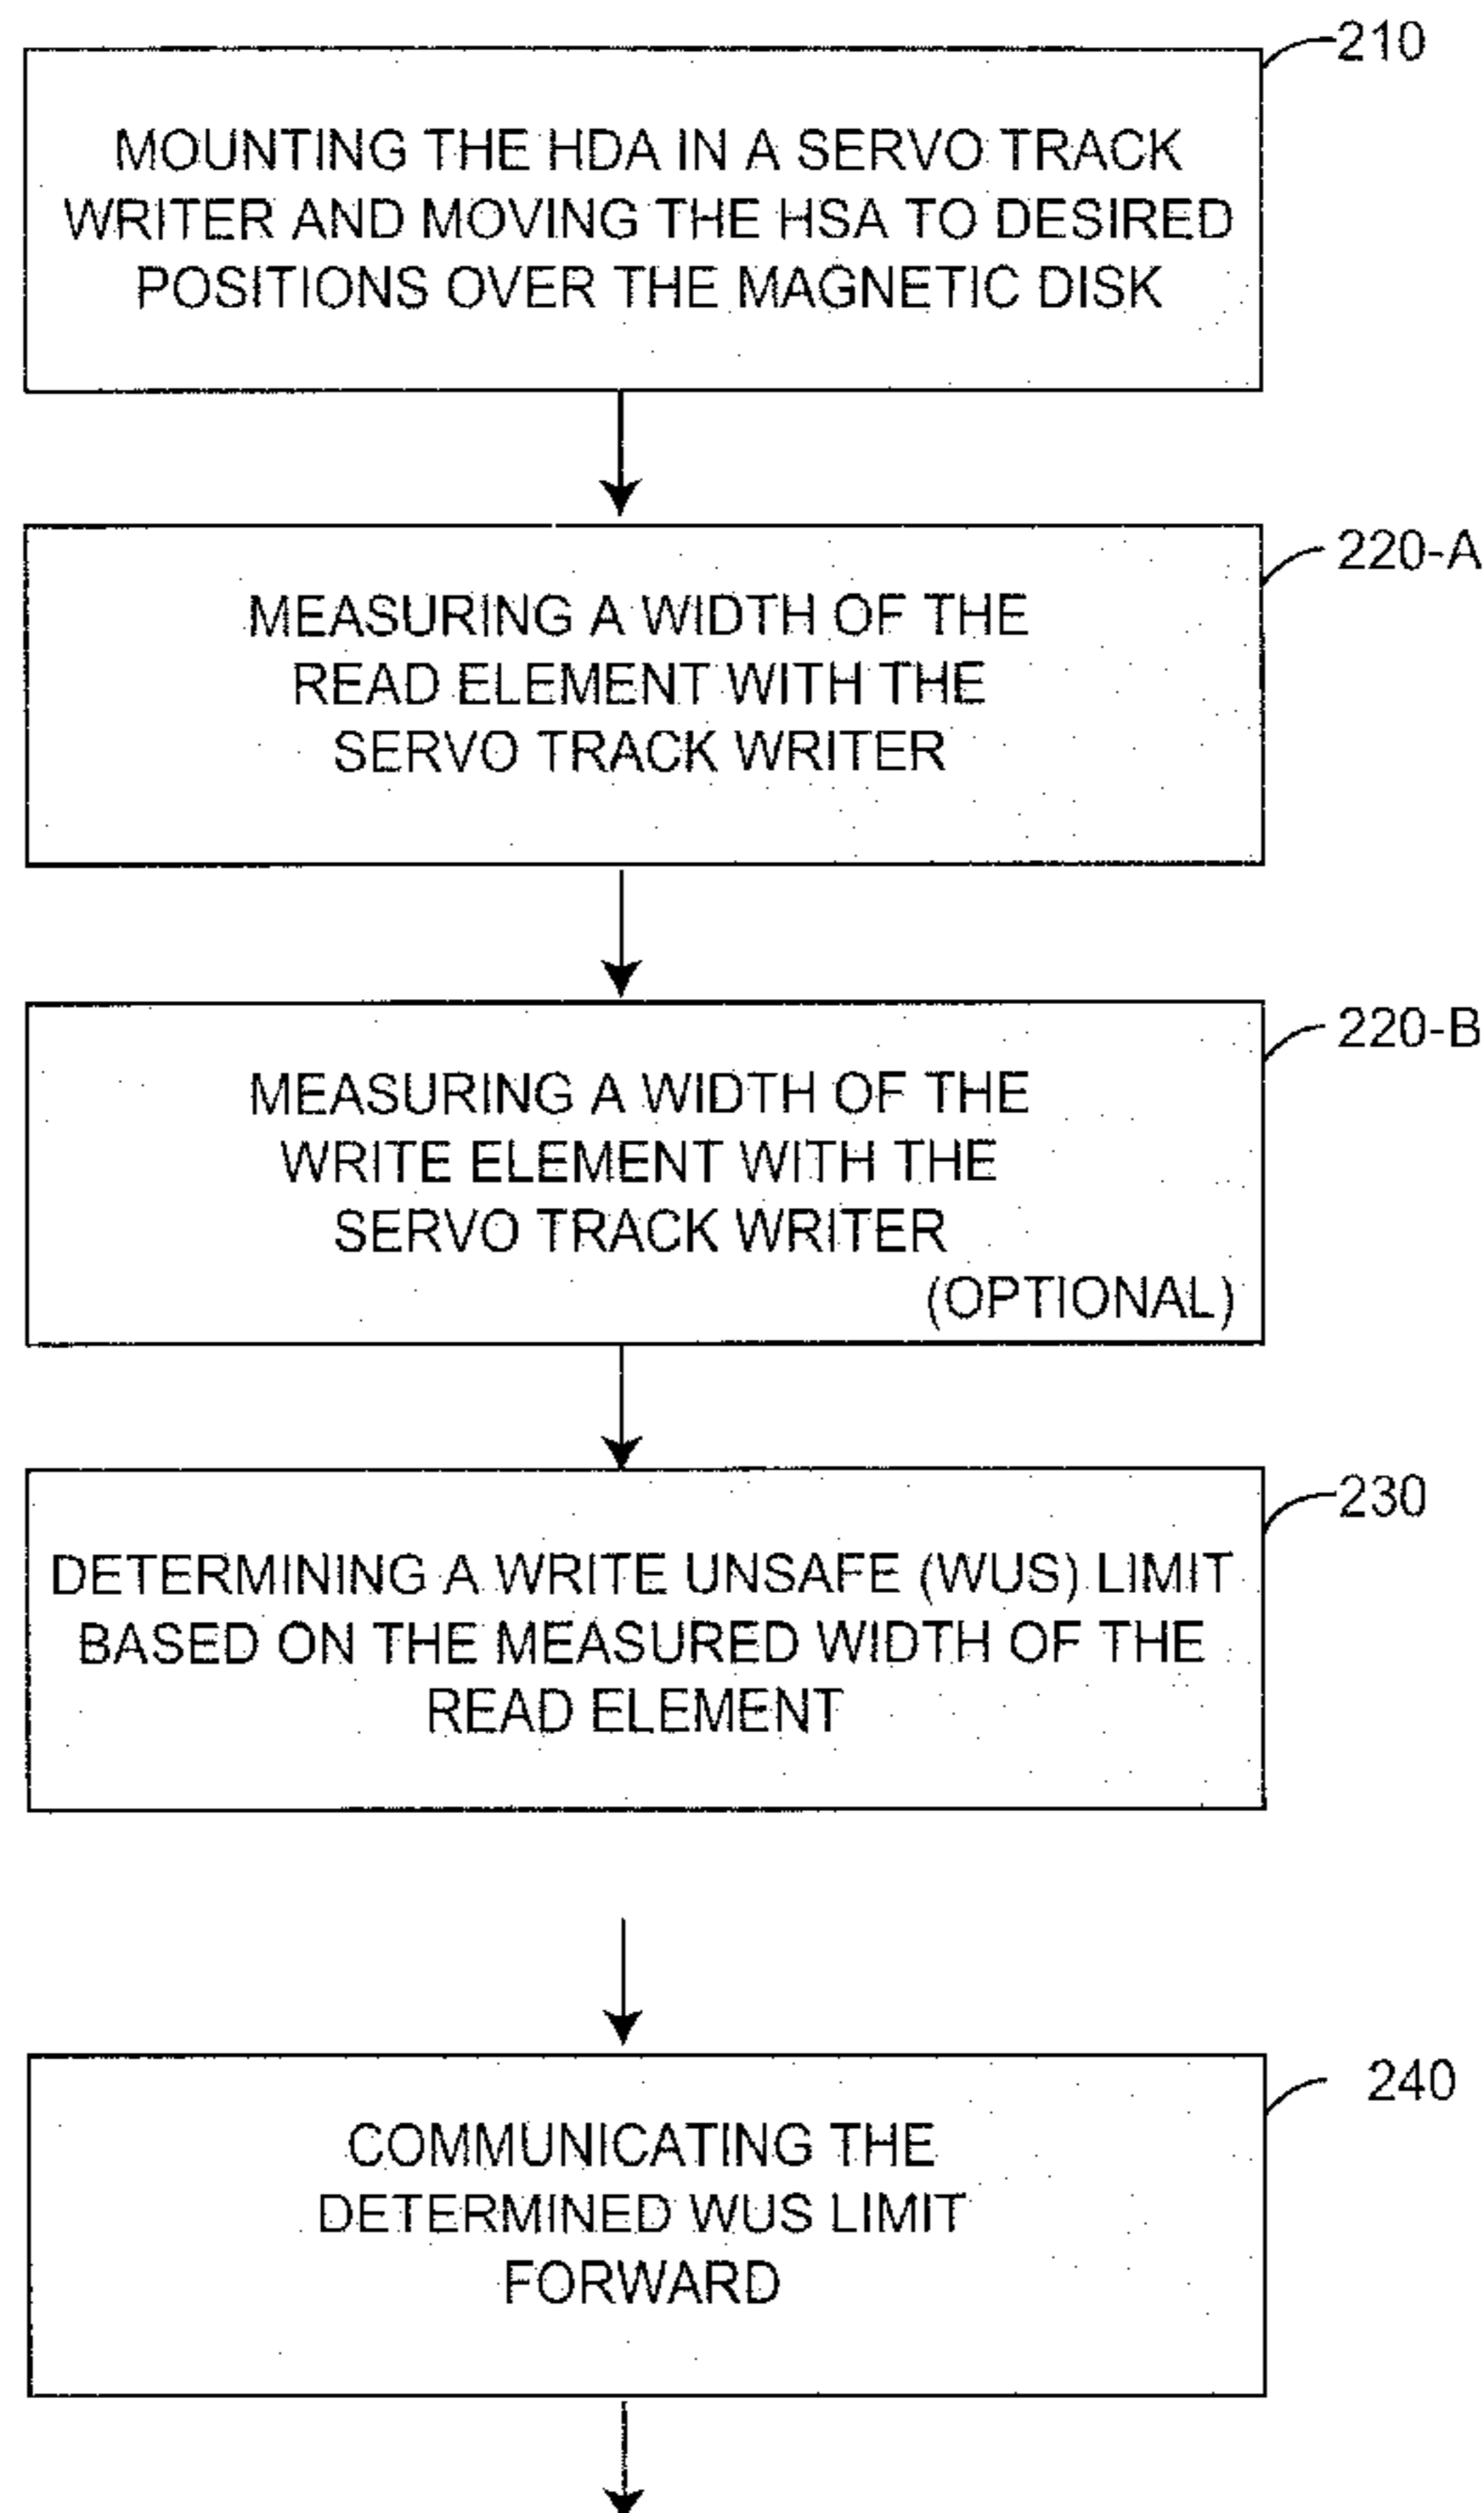 210
MOUNTING THE HDA IN A SERVO TRACK
WRITER AND MOVING THE HSA TO DESIRED
POSITIONS OVER THE MAGNETIC DISK
220-A
MEASURING A WIDTH OF THE
READ ELEMENT WITH THE
SERVO TRACK WRITER
220-B
MEASURING A WIDTH OF THE
WRITE ELEMENT WITH THE
SERVO TRACK WRITER
(OPTIONAL)
230
DETERMINING A WRITE UNSAFE (WUS) LIMIT
BASED ON THE MEASURED WIDTH OF THE
READ ELEMENT
240
COMMUNICATING THE
DETERMINED WUS LIMIT
FORWARD